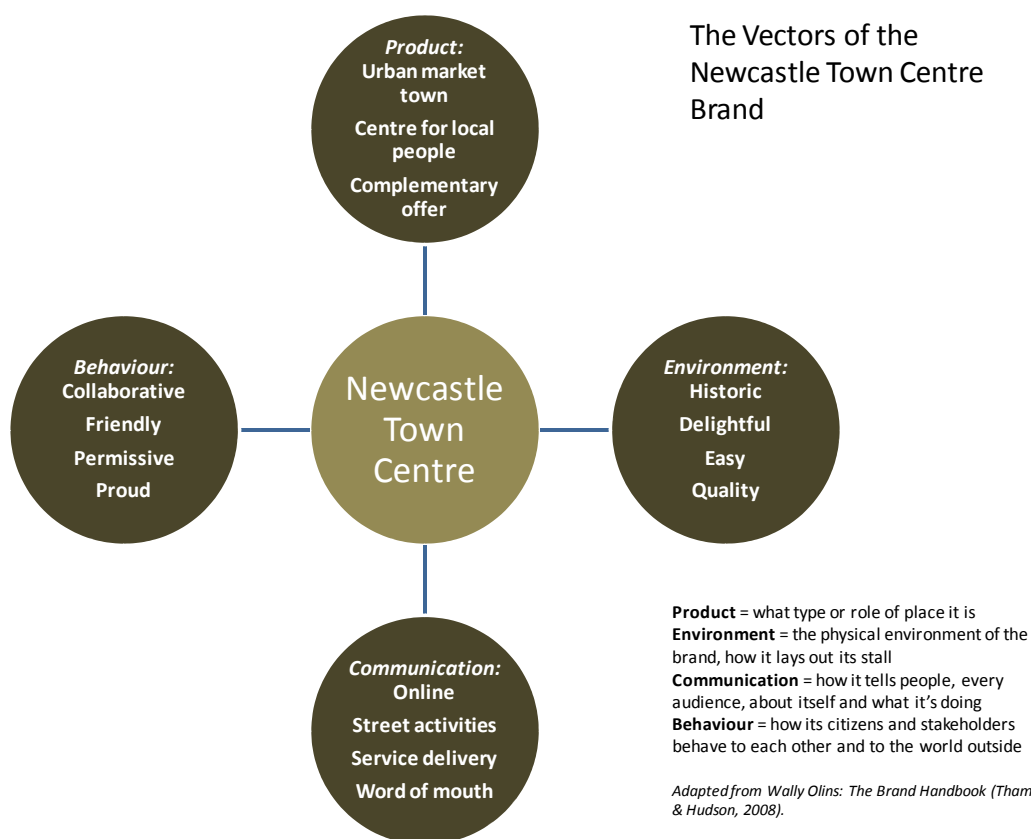 The Vectors of the
Newcastle Town Centre
Brand
Product:
Urban market
town
Centre for local
people
Complementary
offer
Behaviour:
Collaborative
Friendly
Permissive
Proud
Newcastle
Town
Centre
Environment:
Historic
Delightful
Easy
Quality
Communication:
Online
Street activities
Service delivery
Word of mouth
Product = what type or role of place it is
Environment = the physical environment of the
brand, how it lays out its stall
Communication = how it tells people, every
audience, about itself and what it's doing
Behaviour = how its citizens and stakeholders
behave to each other and to the world outside
Adapted from Wally Olins: The Brand Handbook (Tham
& Hudson, 2008).